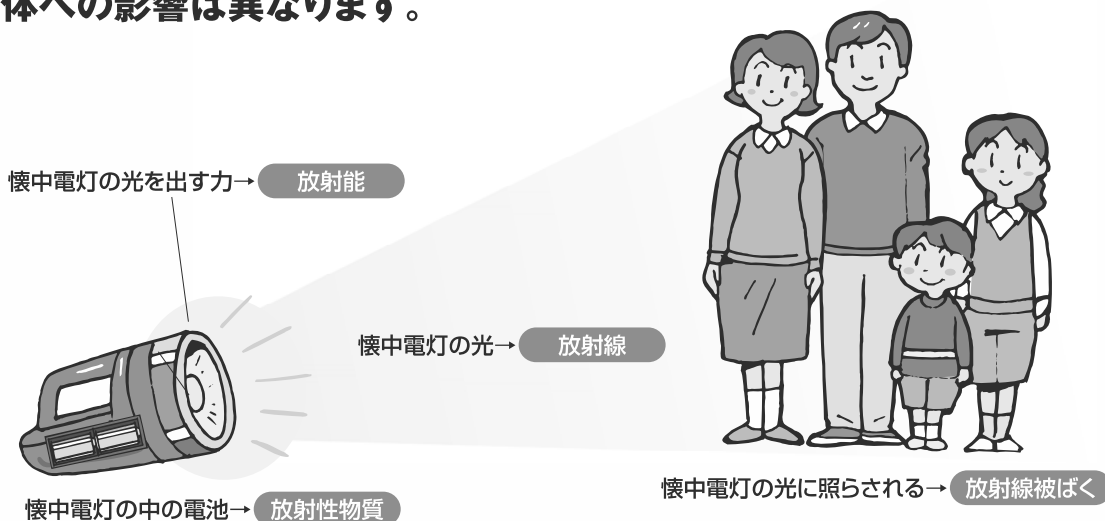 体への影響は異なります。
懐中電灯の光を出す力→ 放射能
懐中電灯の光→ 放射線
懐中電灯の光に照らされる→ 放射線被ばく
懐中電灯の中の電池→ 放射性物質